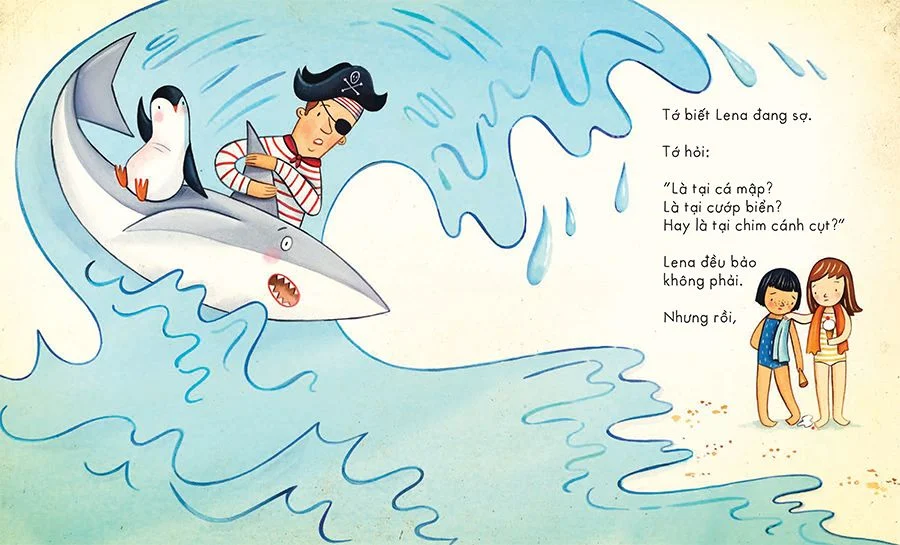 Tớ biết Lena đang sợ.
Tớ hỏi:
"Là tại cá mập?
Là tại cướp biển?
Hay là tại chim cánh cụt?"
Lena đều bảo
không phải.
Nhưng rồi,